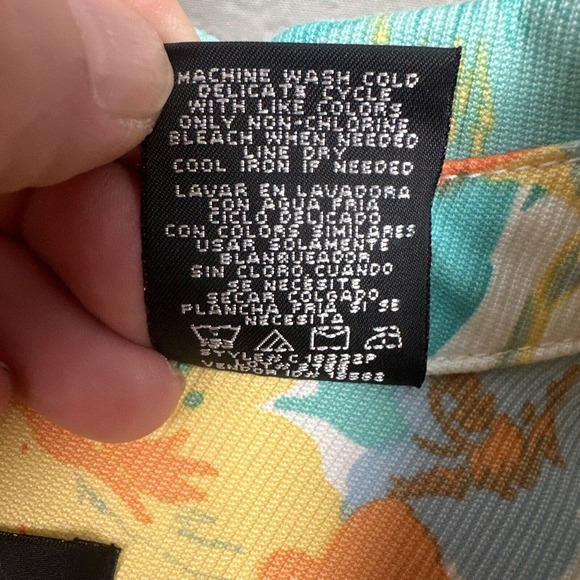 MACHINE WASH COLD
DELICATE CYCLE
WITH LIKE COLORS
ONLY NON-CHLORINE
BLEACH WHEN NEEDED
LINE DRY
COOL IRON IF NEEDED
LAVAR EN LAVADORA
CON AGUA FRIA
CICLO DELICADO
CON COLORS SIMILARES
USAR SOLAMENTE
BLANQUEADOR
SIN CLORO, CUANDO
SE NECESITE
SECAR COLGADO
PLANCHA FRIA SI SE
NECESITA
STYLE# C18332P